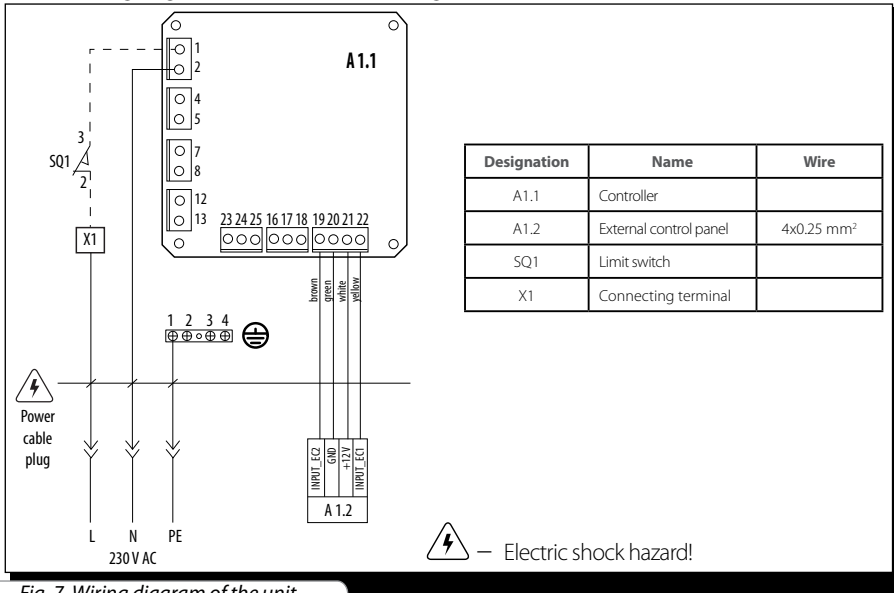 A 1.1
1
2
4
5
7
8
12
13
23 24 25 16 17 18 19 20 21 22
3
SQ1
2
X1
brown
green
white
yellow
1 2 3 4
Power
cable
plug
INPUT_EC2
GND
+12 V
INPUT_EC1
A 1.2
L N PE
230 V AC
Designation Name Wire
A1.1 Controller
A1.2 External control panel 4x0.25 mm²
SQ1 Limit switch
X1 Connecting terminal
– Electric shock hazard!
Fig. 7. Wiring diagram of the unit